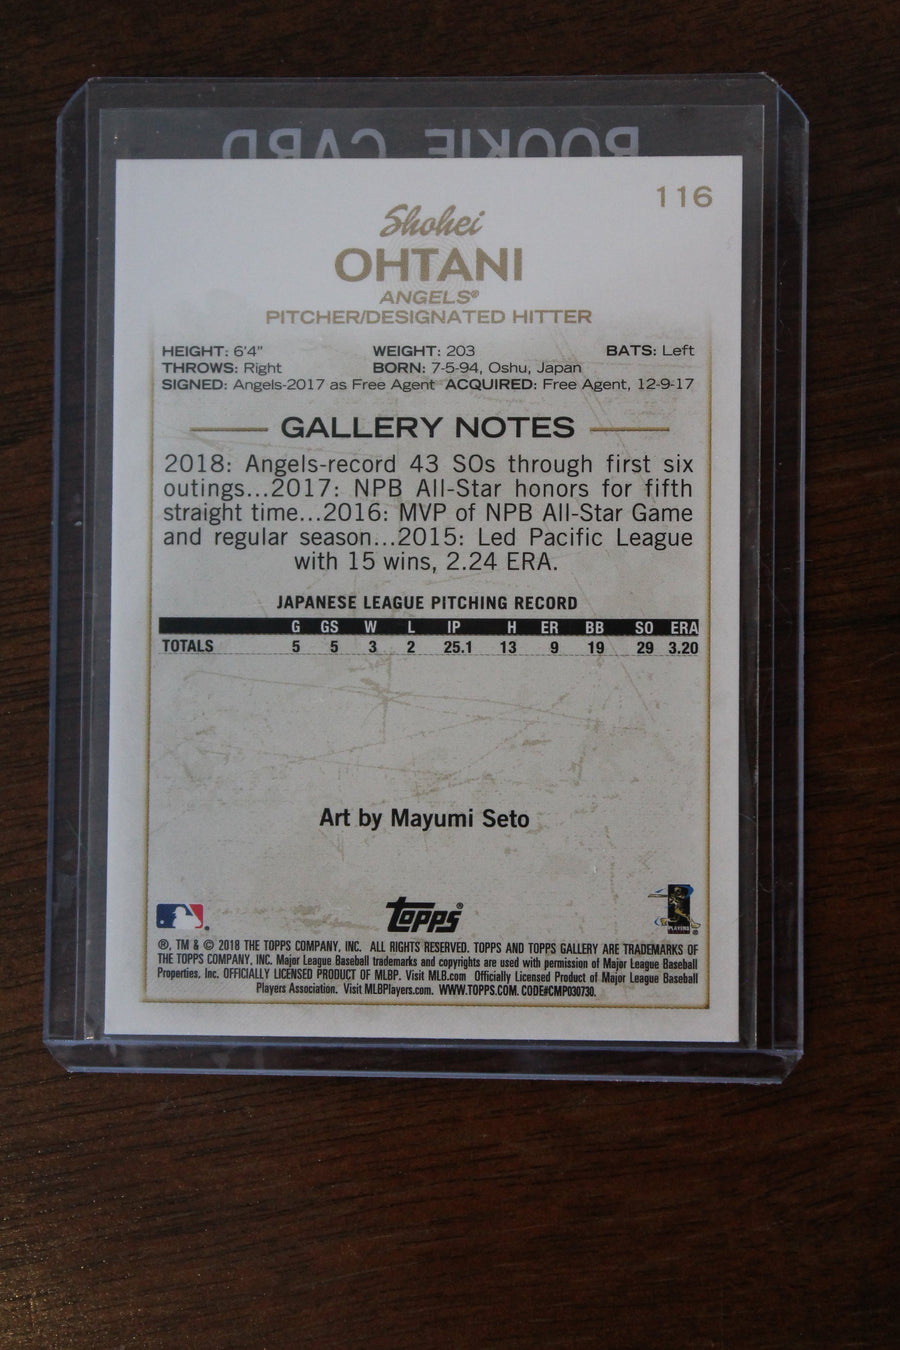 ROOKIE CARD
116
Shohei
OHTANI
ANGELS®
PITCHER/DESIGNATED HITTER
HEIGHT: 6'4" WEIGHT: 203 BATS: Left
THROWS: Right BORN: 7-5-94, Oshu, Japan
SIGNED: Angels-2017 as Free Agent ACQUIRED: Free Agent, 12-9-17
GALLERY NOTES
2018: Angels-record 43 SOs through first six
outings...2017: NPB All-Star honors for fifth
straight time...2016: MVP of NPB All-Star Game
and regular season...2015: Led Pacific League
with 15 wins, 2.24 ERA.
JAPANESE LEAGUE PITCHING RECORD
G GS W L IP H ER BB SO ERA
TOTALS 5 5 3 2 25.1 13 9 19 29 3.20
Art by Mayumi Seto
Topps®
PLAYERS
®, TM & © 2018 THE TOPPS COMPANY, INC. ALL RIGHTS RESERVED. TOPPS AND TOPPS GALLERY ARE TRADEMARKS OF
THE TOPPS COMPANY, INC. Major League Baseball trademarks and copyrights are used with permission of Major League Baseball
Properties, Inc. OFFICIALLY LICENSED PRODUCT OF MLBP. Visit MLB.com Officially Licensed Product of Major League Baseball
Players Association. Visit MLBPlayers.com. WWW.TOPPS.COM. CODE#CMP030730.